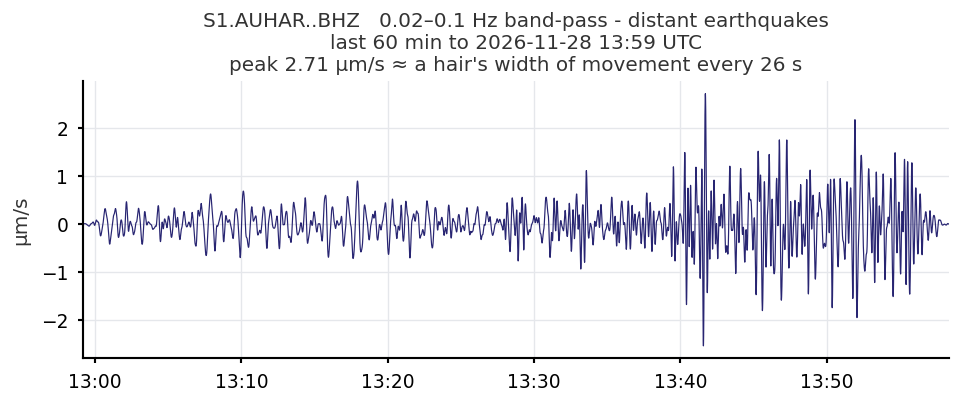 S1.AUHAR..BHZ   0.02–0.1 Hz band-pass - distant earthquakes
last 60 min to 2026-11-28 13:59 UTC
peak 2.71 µm/s ≈ a hair's width of movement every 26 s
µm/s
2
1
0
−1
−2
13:00
13:10
13:20
13:30
13:40
13:50